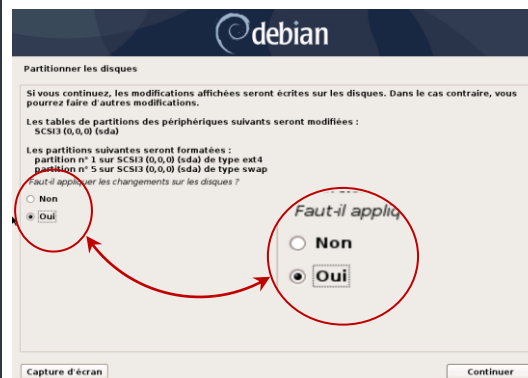 debian
Partitionner les disques
Si vous continuez, les modifications affichées seront écrites sur les disques. Dans le cas contraire, vous
pourrez faire d'autres modifications.
Les tables de partitions des périphériques suivants seront modifiées :
SCSI3 (0,0,0) (sda)
Les partitions suivantes seront formatées :
partition n° 1 sur SCSI3 (0,0,0) (sda) de type ext4
partition n° 5 sur SCSI3 (0,0,0) (sda) de type swap
Faut-il appliquer les changements sur les disques ?
Non
Oui
Faut-il appliq
Non
Oui
Capture d'écran
Continuer